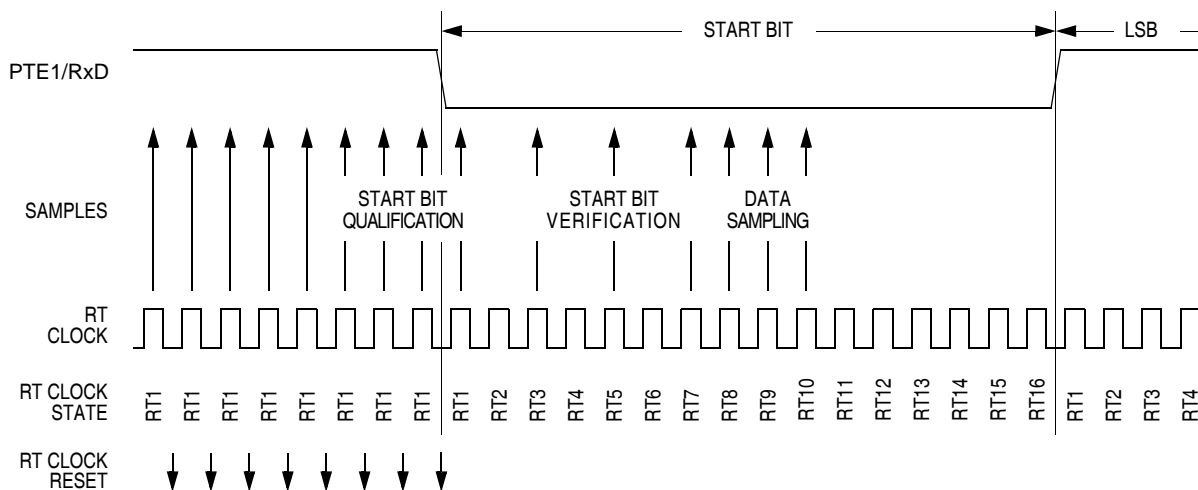 START BIT
LSB
PTE1/RxD
SAMPLES
START BIT
QUALIFICATION
START BIT
VERIFICATION
DATA
SAMPLING
RT
CLOCK
RT CLOCK
STATE
RT1 RT1 RT1 RT1 RT1 RT1 RT1 RT1 RT1 RT2 RT3 RT4 RT5 RT6 RT7 RT8 RT9 RT10 RT11 RT12 RT13 RT14 RT15 RT16 RT1 RT2 RT3 RT4
RT CLOCK
RESET